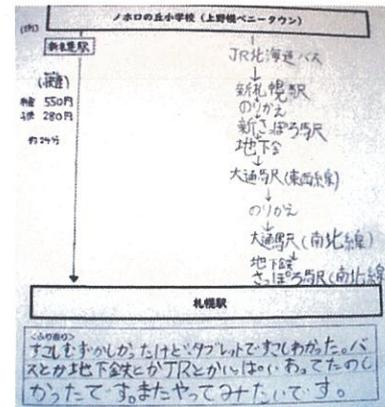 ノホロの丘小学校（上野幌ベニータウン）
新札幌駅
550円
280円
約24分
JR北海道バス
↓
新札幌駅
のりかえ
新さっぽろ駅
↓
大通駅(東西線)
↓
のりかえ
↓
大通駅(南北線)
地下鉄
さっぽろ駅(南北線)
札幌駅
<ふり返り>
すこしむずかしかったけど、タブレットですこしわかった。バ
スとか地下鉄とかJRとかいっぱいあってたのし
かったです。またやってみたいです。